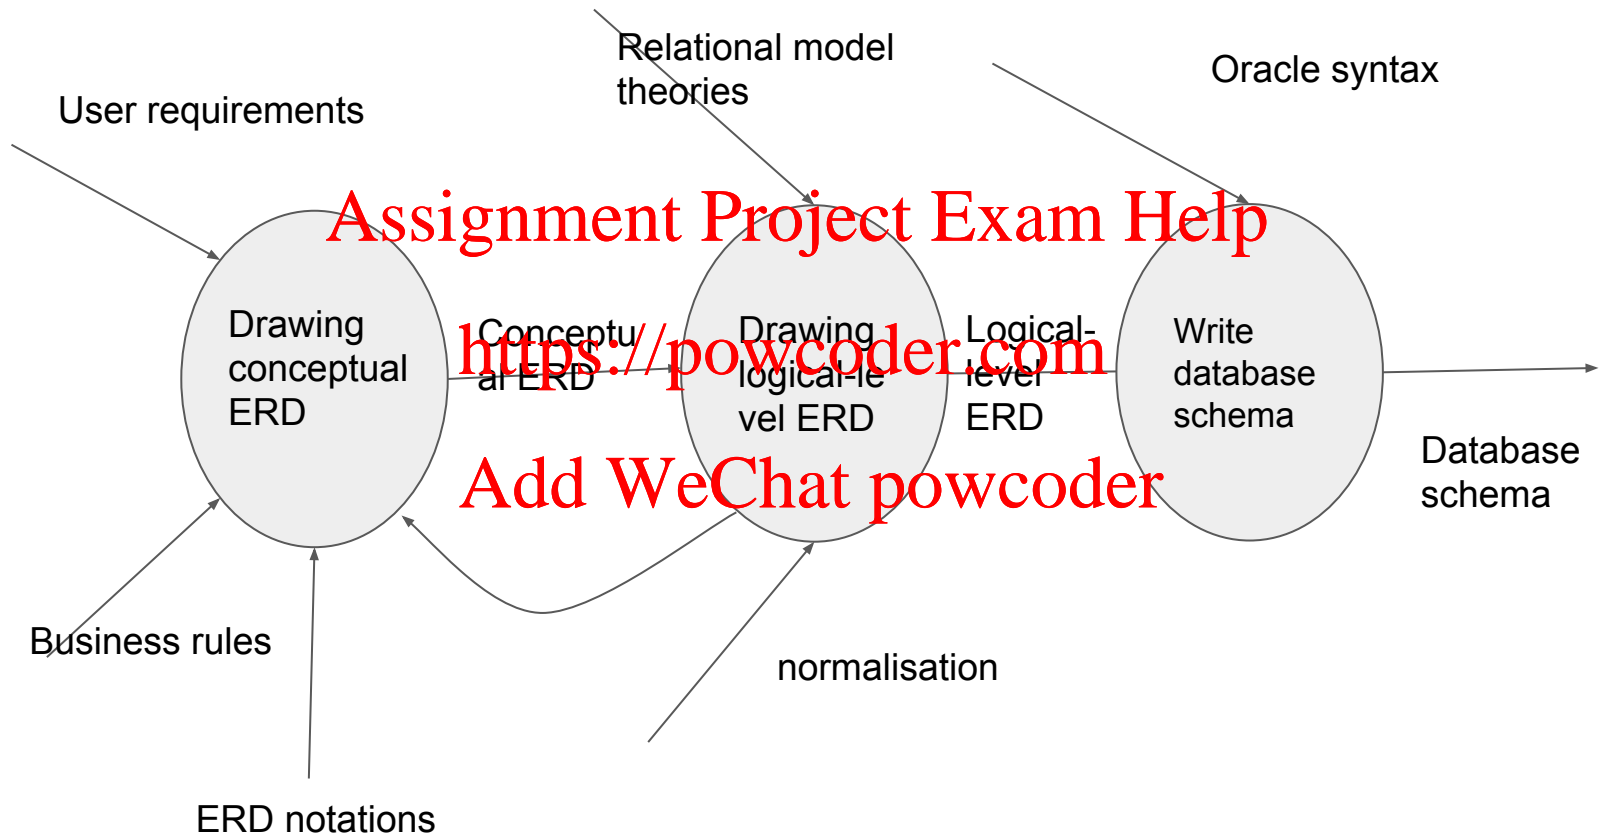 Relational model
theories
Oracle syntax
User requirements
Assignment Project Exam Help
Drawing
conceptual
ERD
Conceptu
al ERD
https://powcoder.com
Drawing
logical-le
vel ERD
Logical-
level
ERD
Write
database
schema
Add WeChat powcoder
Database
schema
Business rules
normalisation
ERD notations